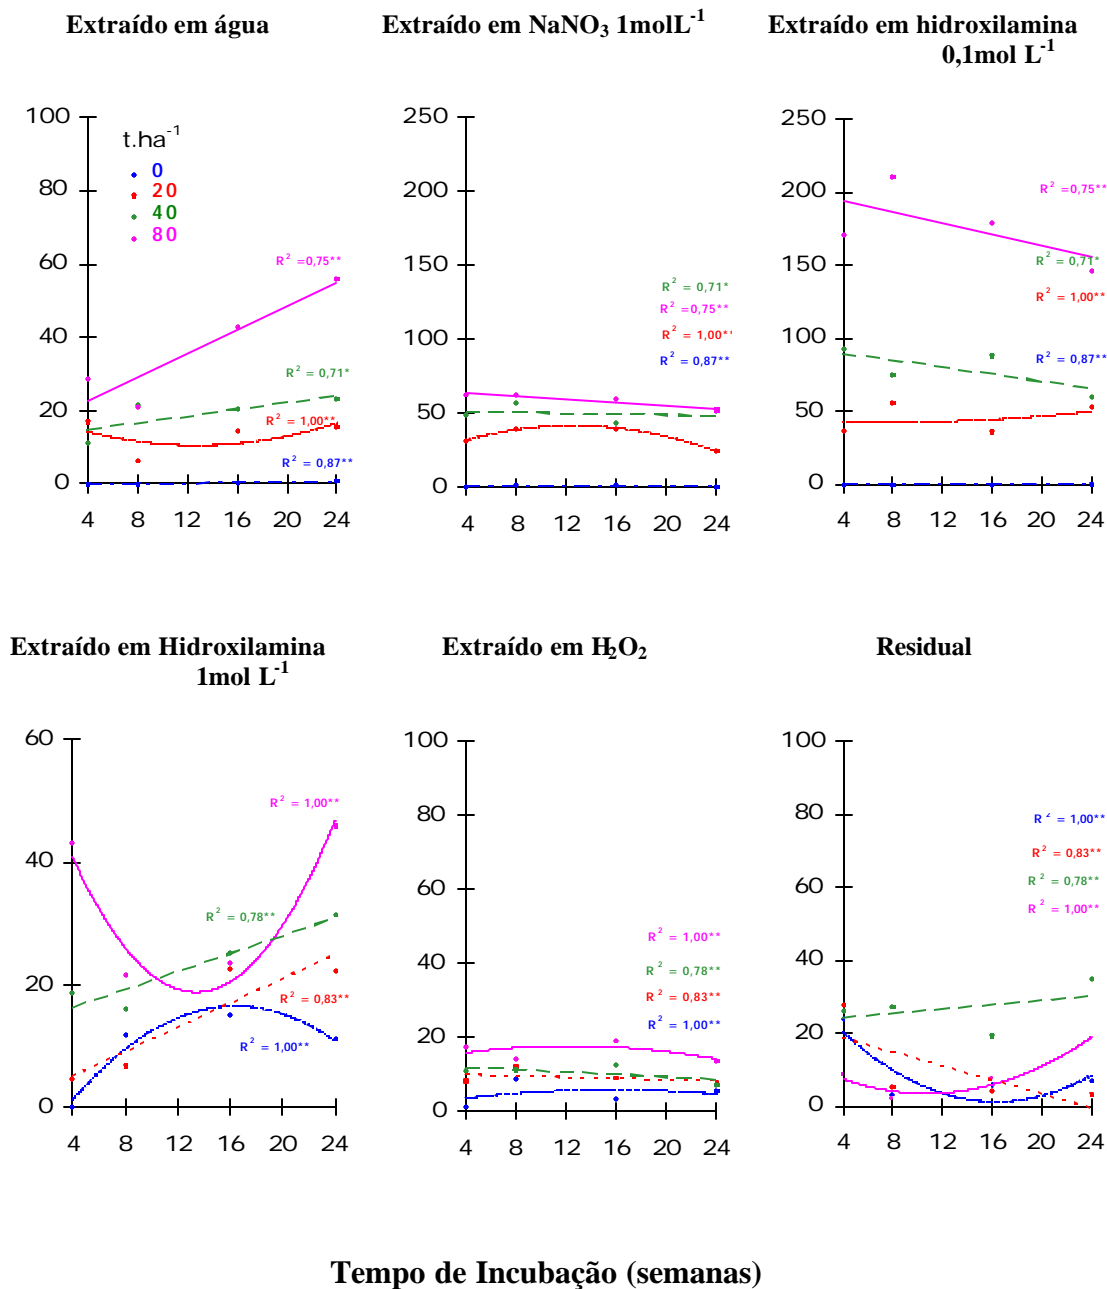 Extraído em água
Extraído em NaNO₃ 1molL⁻¹
Extraído em hidroxilamina
0,1mol L⁻¹
100
80
60
40
20
0
4 8 12 16 20 24
t.ha⁻¹
0
20
40
80
R² =0,75**
R² = 0,71*
R² = 1,00**
R² = 0,87**
250
200
150
100
50
0
4 8 12 16 20 24
R² = 0,71*
R² =0,75**
R² = 1,00**
R² = 0,87**
250
200
150
100
50
0
4 8 12 16 20 24
R² =0,75**
R² = 0,71*
R² = 1,00**
R² = 0,87**
Extraído em Hidroxilamina
1mol L⁻¹
Extraído em H₂O₂
Residual
60
40
20
0
4 8 12 16 20 24
R² = 1,00**
R² = 0,78**
R² = 0,83**
R² = 1,00**
100
80
60
40
20
0
4 8 12 16 20 24
R² = 1,00**
R² = 0,78**
R² = 0,83**
R² = 1,00**
100
80
60
40
20
0
4 8 12 16 20 24
R² = 1,00**
R² = 0,83**
R² = 0,78**
R² = 1,00**
Tempo de Incubação (semanas)